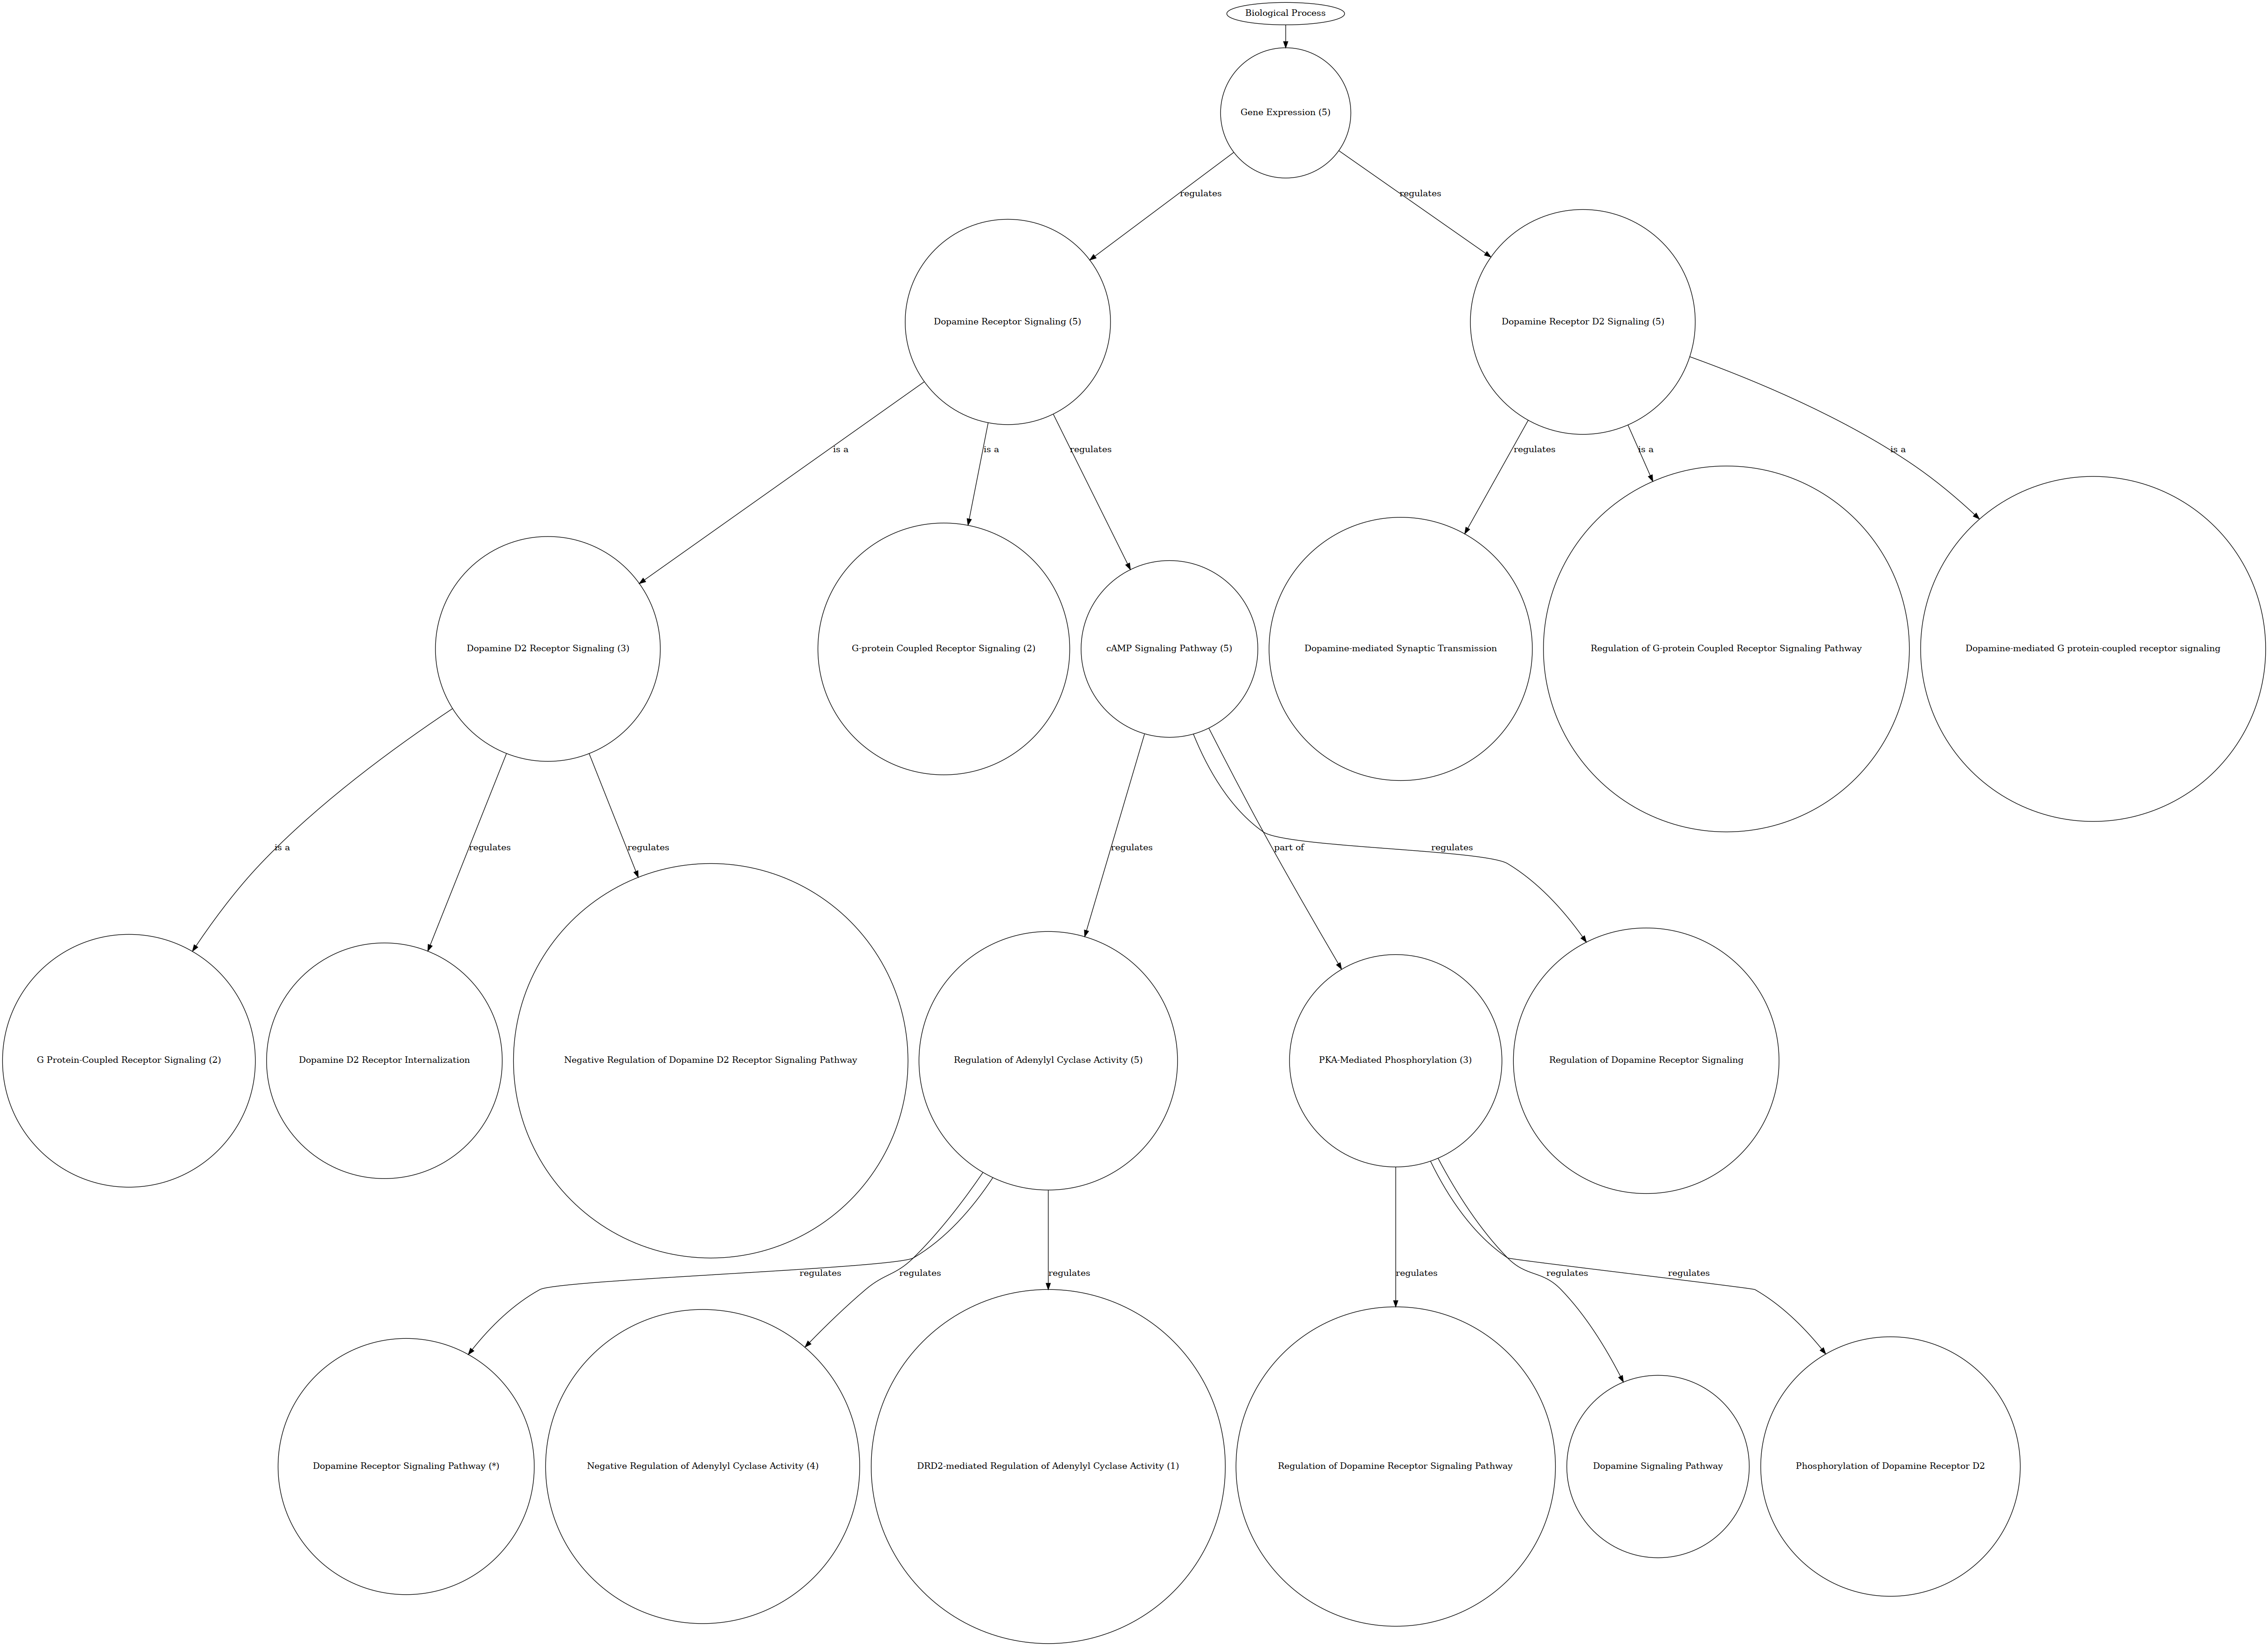 Biological Process
Gene Expression (5)
regulates
regulates
Dopamine Receptor Signaling (5)
Dopamine Receptor D2 Signaling (5)
is a
is a
regulates
regulates
is a
is a
Dopamine D2 Receptor Signaling (3)
G-protein Coupled Receptor Signaling (2)
cAMP Signaling Pathway (5)
Dopamine-mediated Synaptic Transmission
Regulation of G-protein Coupled Receptor Signaling Pathway
Dopamine-mediated G protein-coupled receptor signaling
is a
regulates
regulates
regulates
part of
regulates
G Protein-Coupled Receptor Signaling (2)
Dopamine D2 Receptor Internalization
Negative Regulation of Dopamine D2 Receptor Signaling Pathway
Regulation of Adenylyl Cyclase Activity (5)
PKA-Mediated Phosphorylation (3)
Regulation of Dopamine Receptor Signaling
regulates
regulates
regulates
regulates
regulates
regulates
Dopamine Receptor Signaling Pathway (*)
Negative Regulation of Adenylyl Cyclase Activity (4)
DRD2-mediated Regulation of Adenylyl Cyclase Activity (1)
Regulation of Dopamine Receptor Signaling Pathway
Dopamine Signaling Pathway
Phosphorylation of Dopamine Receptor D2